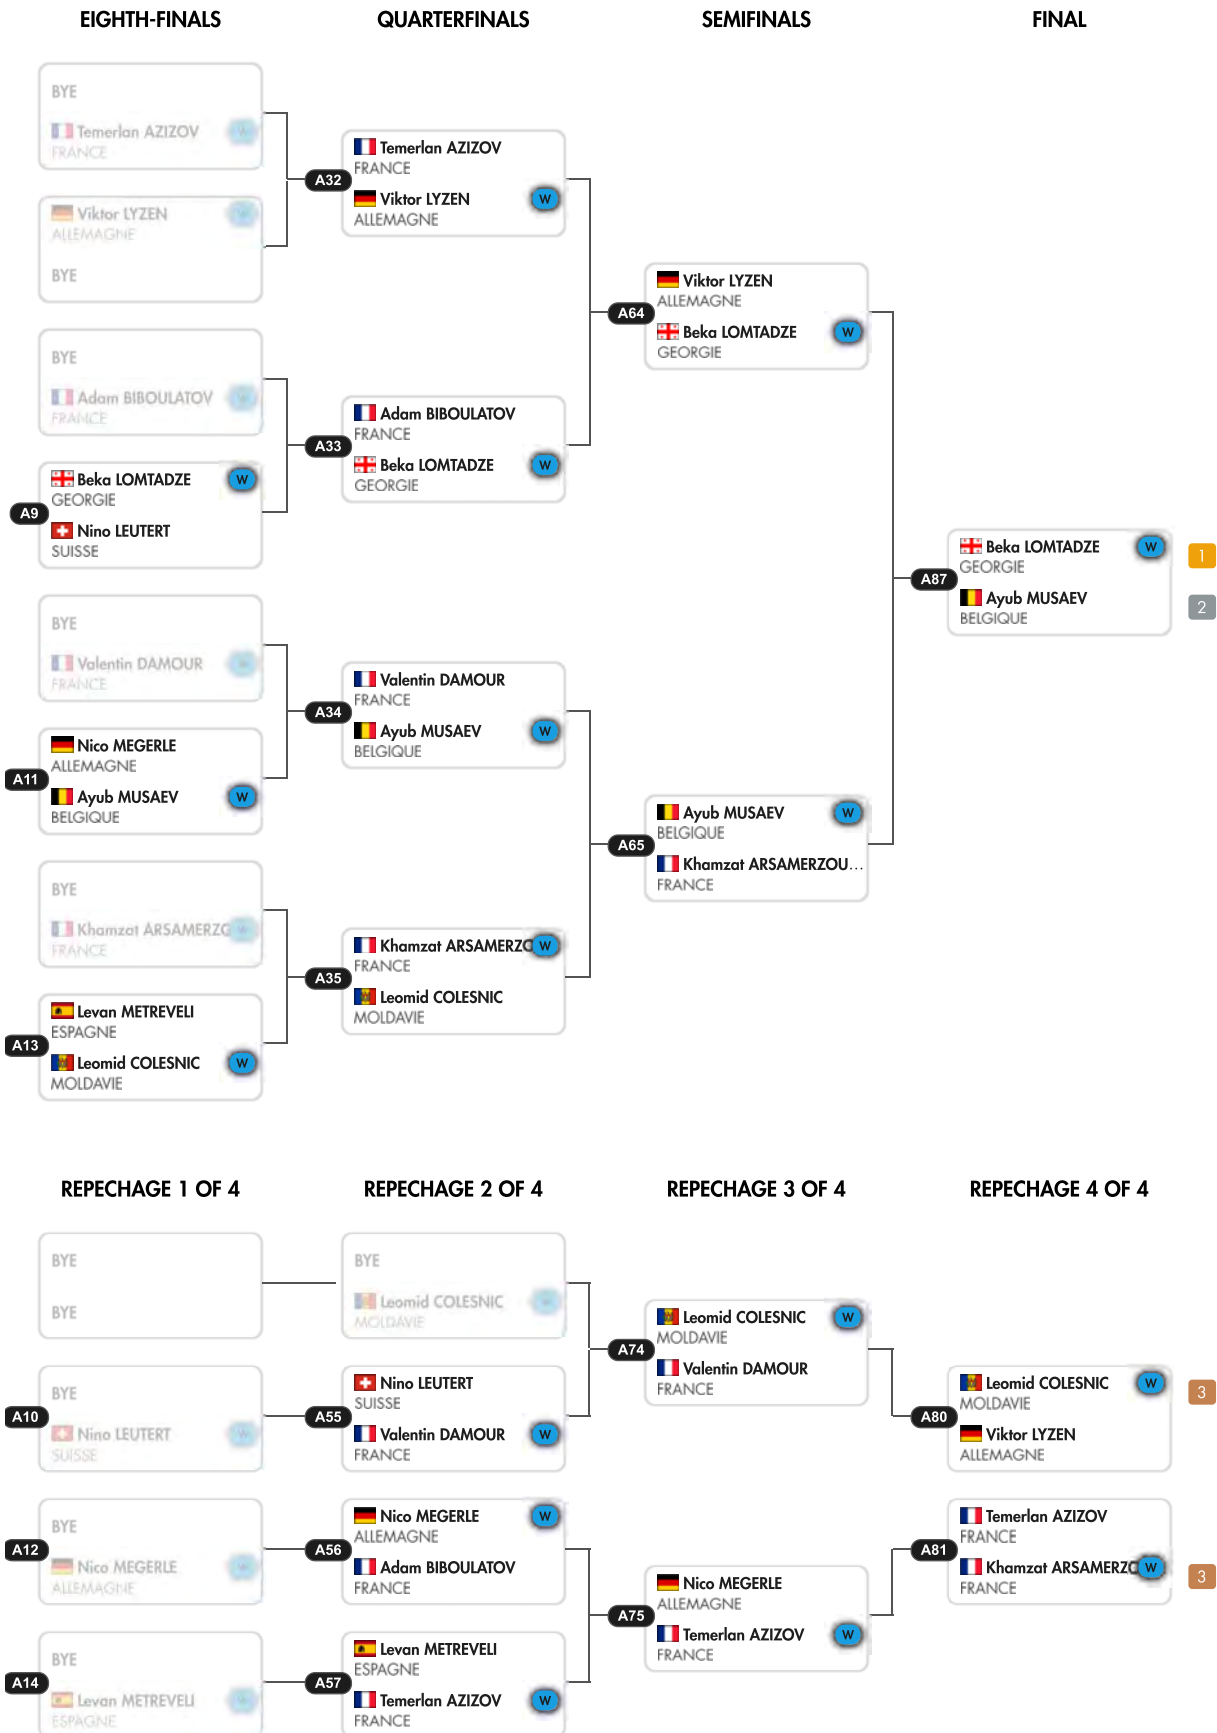 EIGHTH-FINALS QUARTERFINALS SEMIFINALS FINAL
BYE
Temerlan AZIZOV W
FRANCE
Viktor LYZEN W
ALLEMAGNE
BYE
BYE
Adam BIBOULATOV W
FRANCE
A9
Beka LOMTADZE W
GEORGIE
Nino LEUTERT
SUISSE
BYE
Valentin DAMOUR W
FRANCE
A11
Nico MEGERLE
ALLEMAGNE
Ayub MUSAEV W
BELGIQUE
BYE
Khamzat ARSAMERZO W
FRANCE
A13
Levan METREVELI
ESPAGNE
Leomid COLESNIC W
MOLDAVIE
A32
Temerlan AZIZOV
FRANCE
Viktor LYZEN W
ALLEMAGNE
A33
Adam BIBOULATOV
FRANCE
Beka LOMTADZE W
GEORGIE
A34
Valentin DAMOUR
FRANCE
Ayub MUSAEV W
BELGIQUE
A35
Khamzat ARSAMERZO W
FRANCE
Leomid COLESNIC
MOLDAVIE
A64
Viktor LYZEN
ALLEMAGNE
Beka LOMTADZE W
GEORGIE
A65
Ayub MUSAEV W
BELGIQUE
Khamzat ARSAMERZOU...
FRANCE
A87
Beka LOMTADZE W 1
GEORGIE
Ayub MUSAEV 2
BELGIQUE
REPECHAGE 1 OF 4 REPECHAGE 2 OF 4 REPECHAGE 3 OF 4 REPECHAGE 4 OF 4
BYE
BYE
A10
BYE
Nino LEUTERT W
SUISSE
A12
BYE
Nico MEGERLE W
ALLEMAGNE
A14
BYE
Levan METREVELI W
ESPAGNE
BYE
Leomid COLESNIC W
MOLDAVIE
A55
Nino LEUTERT
SUISSE
Valentin DAMOUR W
FRANCE
A56
Nico MEGERLE W
ALLEMAGNE
Adam BIBOULATOV
FRANCE
A57
Levan METREVELI
ESPAGNE
Temerlan AZIZOV W
FRANCE
A74
Leomid COLESNIC W
MOLDAVIE
Valentin DAMOUR
FRANCE
A75
Nico MEGERLE
ALLEMAGNE
Temerlan AZIZOV W
FRANCE
A80
Leomid COLESNIC W 3
MOLDAVIE
Viktor LYZEN
ALLEMAGNE
A81
Temerlan AZIZOV
FRANCE
Khamzat ARSAMERZO W 3
FRANCE